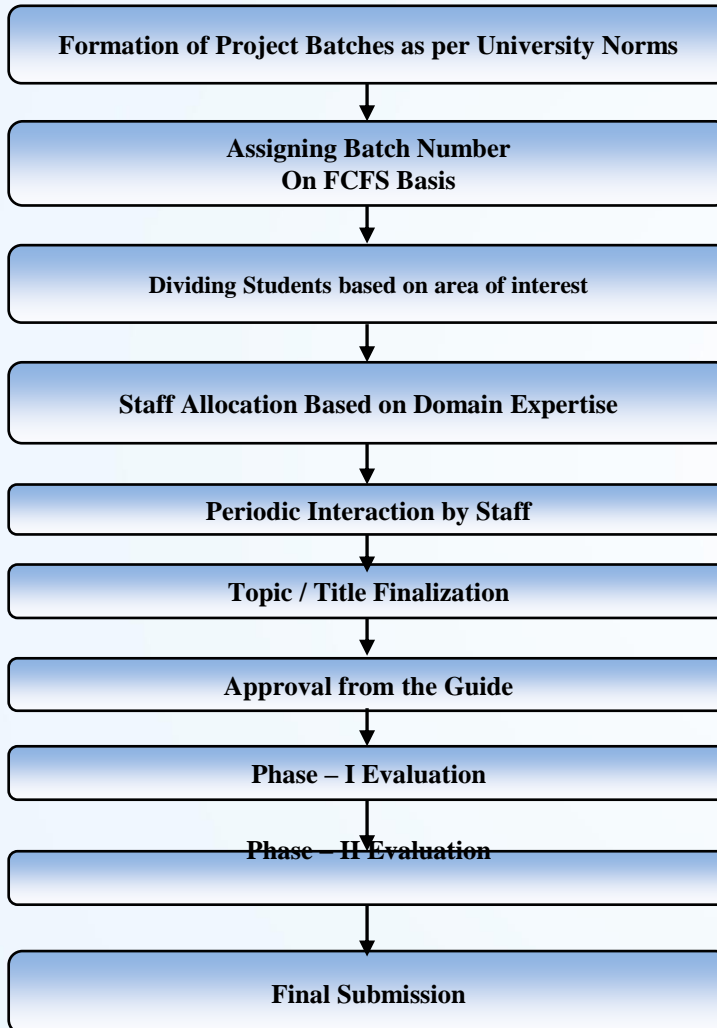 Formation of Project Batches as per University Norms
Assigning Batch Number
On FCFS Basis
Dividing Students based on area of interest
Staff Allocation Based on Domain Expertise
Periodic Interaction by Staff
Topic / Title Finalization
Approval from the Guide
Phase – I Evaluation
Phase – II Evaluation
Final Submission